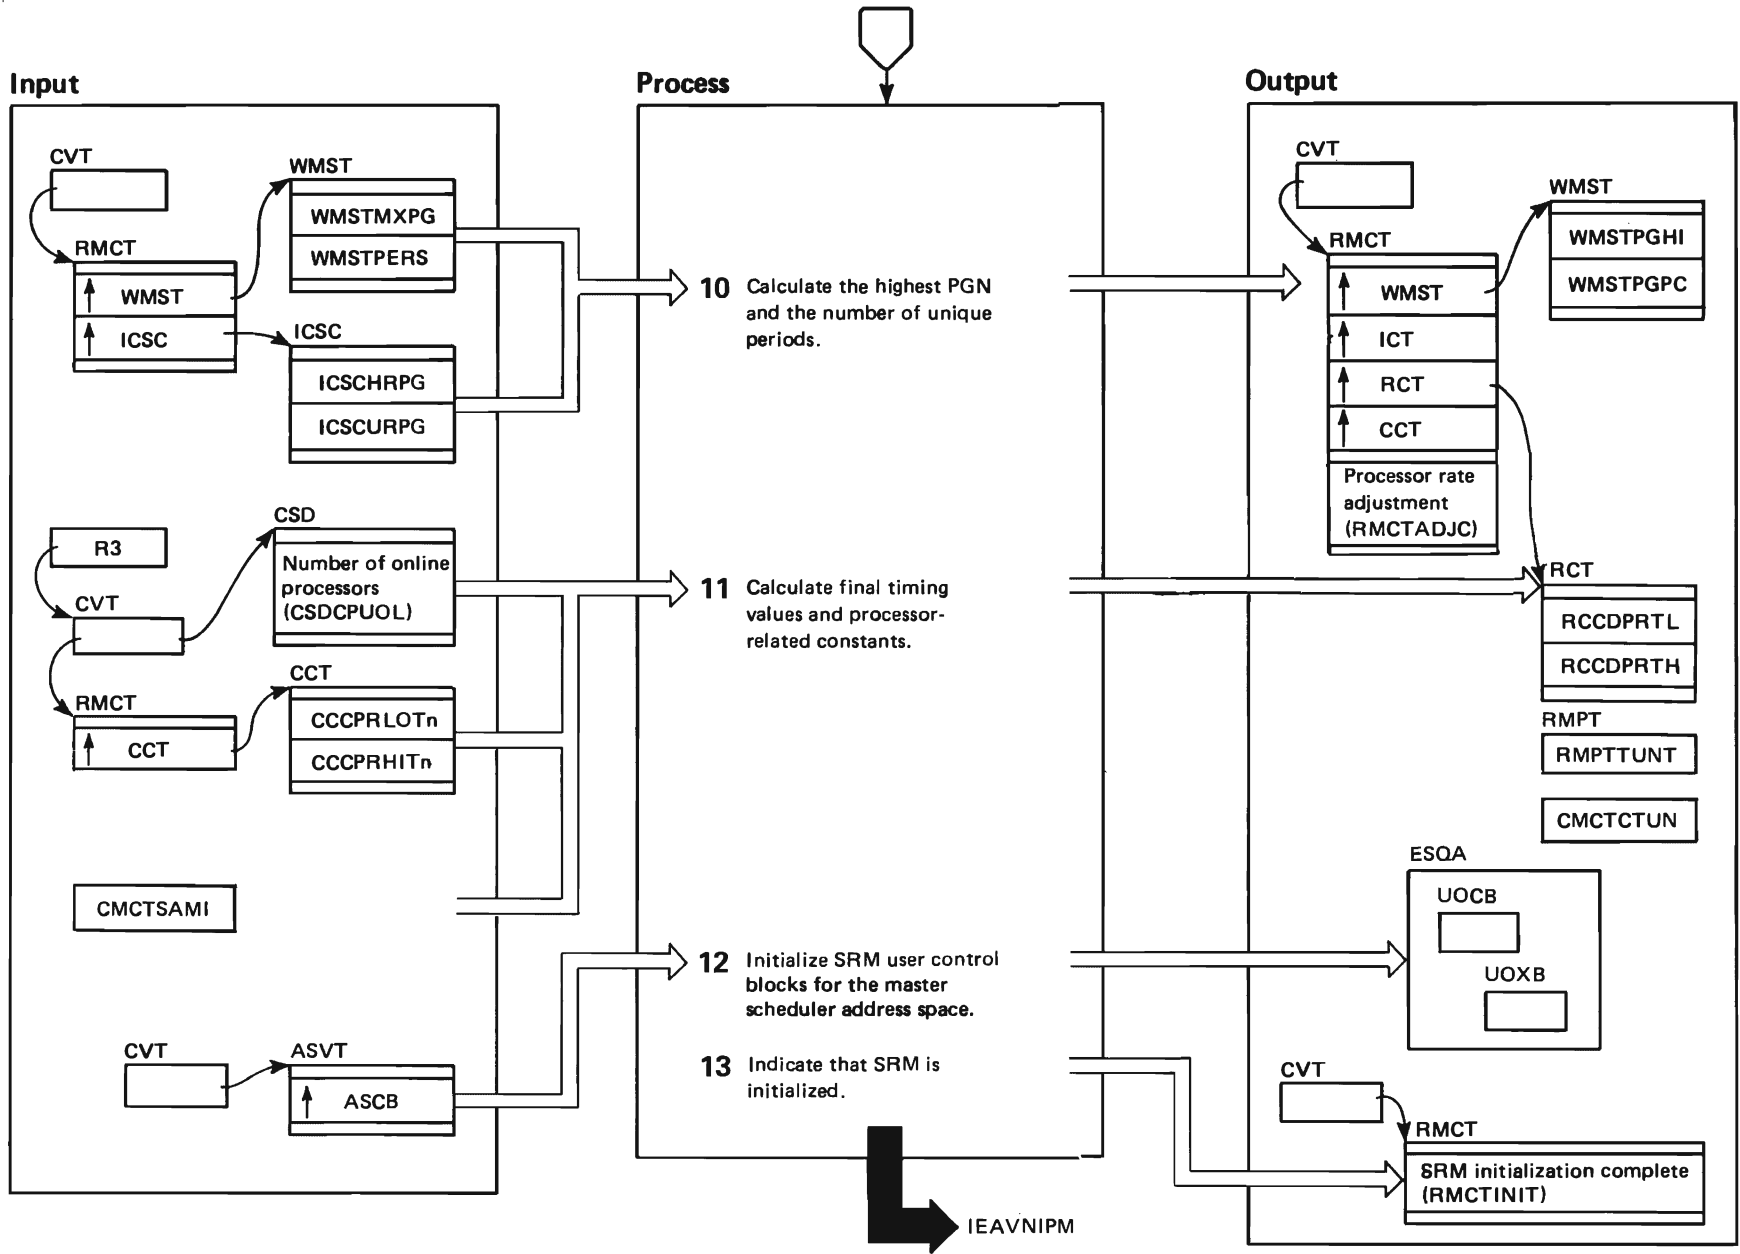 Input
CVT
WMST
WMSTMXPG
WMSTPERS
RMCT
WMST
ICSC
ICSC
ICSCHRPG
ICSCURPG
R3
CSD
Number of online
processors
(CSDCPUOL)
CVT
RMCT
CCT
CCT
CCCPRLOTn
CCCPRHITn
CMCTSAMI
CVT
ASVT
ASCB
Process
10 Calculate the highest PGN
and the number of unique
periods.
11 Calculate final timing
values and processor-
related constants.
12 Initialize SRM user control
blocks for the master
scheduler address space.
13 Indicate that SRM is
initialized.
IEAVNIPM
Output
CVT
WMST
WMSTPGHI
WMSTPGPC
RMCT
WMST
ICT
RCT
CCT
Processor rate
adjustment
(RMCTADJC)
RCT
RCCDPRTL
RCCDPRTH
RMPT
RMPTTUNT
CMCTCTUN
ESQA
UOCB
UOXB
CVT
RMCT
SRM initialization complete
(RMCTINIT)